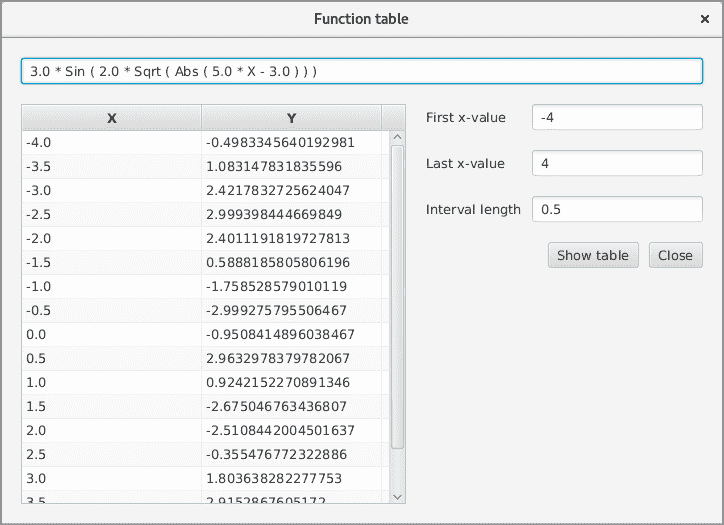 Function table
3.0 * Sin ( 2.0 * Sqrt ( Abs ( 5.0 * X - 3.0 ) ) )
X Y
-4.0 -0.4983345640192981
-3.5 1.083147831835596
-3.0 2.4217832725624047
-2.5 2.999398444669849
-2.0 2.4011191819727813
-1.5 0.5888185805806196
-1.0 -1.758528579010119
-0.5 -2.999275795506467
0.0 -0.9508414896038467
0.5 2.9632978379782067
1.0 0.9242152270891346
1.5 -2.675046763436807
2.0 -2.5108442004501637
2.5 -0.355476772322886
3.0 1.803638282277753
3.5 2.9152867605172
First x-value -4
Last x-value 4
Interval length 0.5
Show table Close